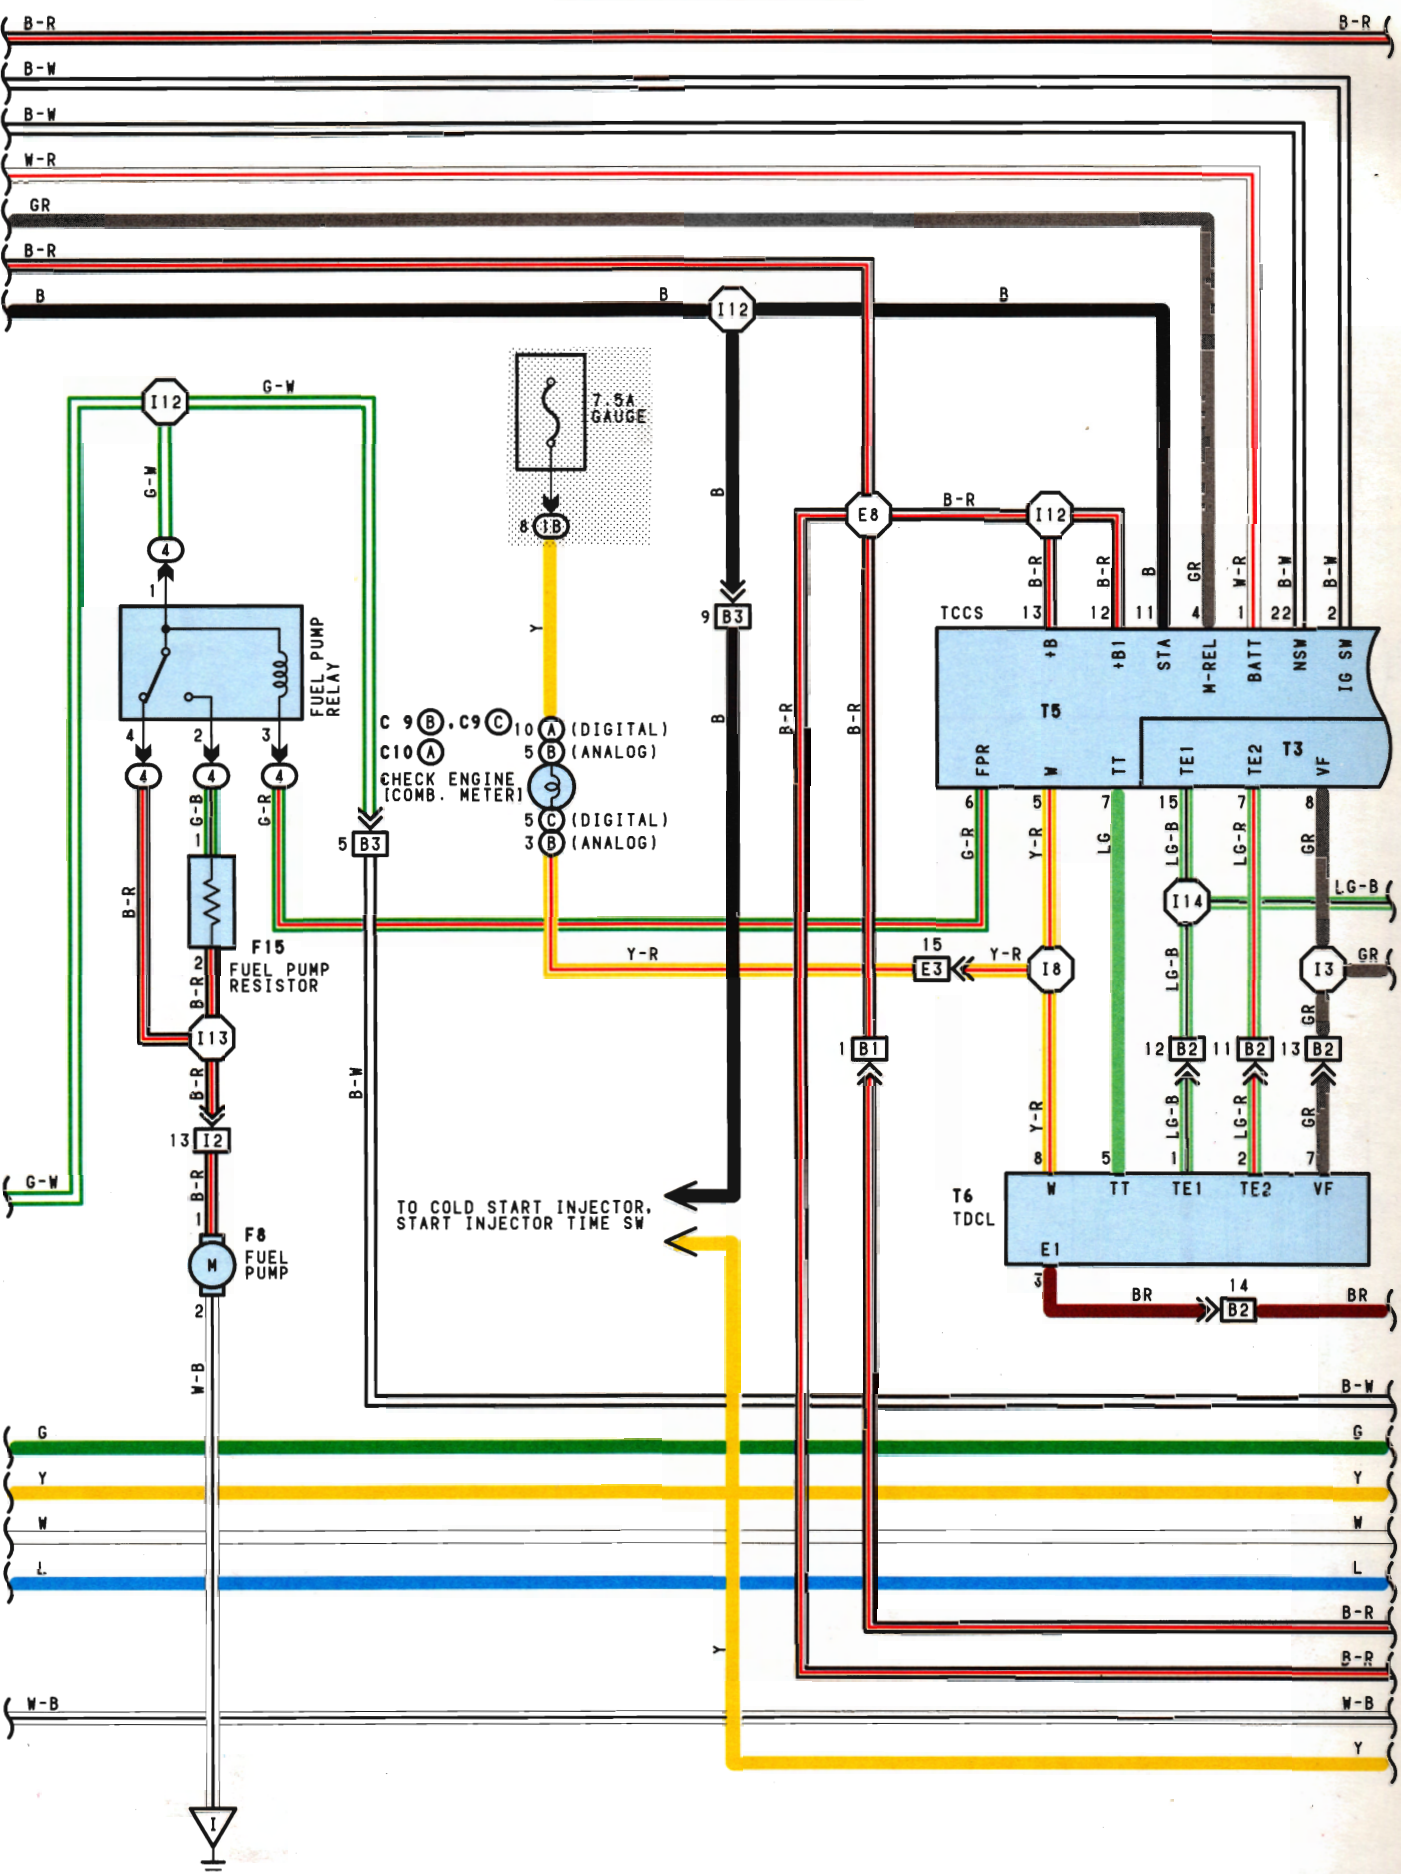 B-R B-R
B-W
B-W
W-R
GR
B-R
B B B
I12
I12 G-W
7.5A
GAUGE
G-W
B
8 1B
E8 B-R I12
4
1
B-R B-R B GR W-R B-W B-W
9 B3
TCCS 13 12 11 4 1 22 2
+B +B1 STA M-REL BATT NSW IG SW
Y
FUEL PUMP
RELAY
T5
T3
4 2 3
C 9 B, C9 C 10 A (DIGITAL)
C10 A 5 B (ANALOG)
B
B-R B-R
FPR W TT TE1 TE2 VF
4 4 4
CHECK ENGINE
[COMB. METER]
6 5 7 15 7 8
G-B G-R
1
5 C (DIGITAL)
3 B (ANALOG)
5 B3
G-R Y-R LG LG-B LG-R GR
B-R
I14 LG-B
F15
FUEL PUMP
RESISTOR
2
B-R
Y-R 15 E3 Y-R I8
LG-B
I3 GR
GR
I13
1 B1
12 B2 11 B2 13 B2
B-R
B-W
Y-R LG-B LG-R GR
13 I2
8 5 1 2 7
G-W
B-R
T6
TDCL
W TT TE1 TE2 VF
TO COLD START INJECTOR,
START INJECTOR TIME SW
1
F8
FUEL
PUMP
M
E1
3
2
BR 14 B2 BR
W-B
B-W
G G
Y Y
W W
L L
B-R
Y
B-R
W-B W-B
Y
I